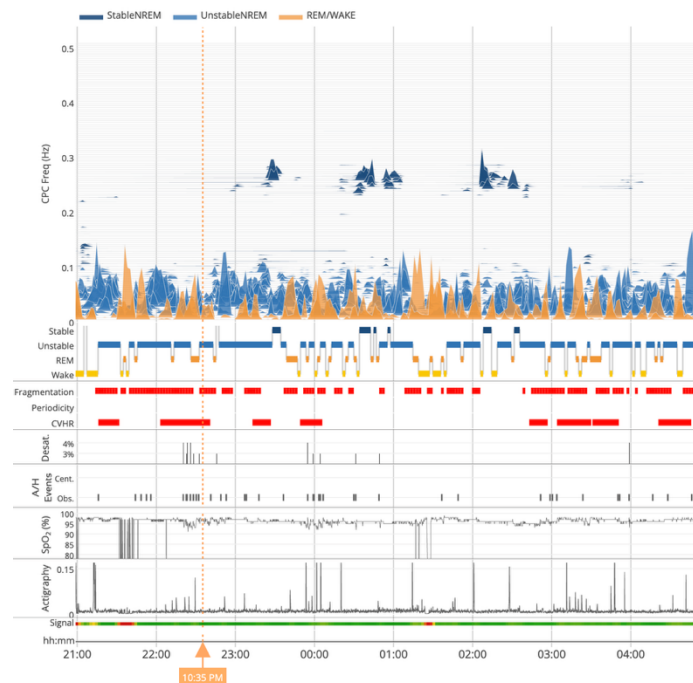 StableNREM UnstableNREM REM/WAKE
CPC Freq (Hz)
0.5
0.4
0.3
0.2
0.1
0
Stable
Unstable
REM
Wake
Fragmentation
Periodicity
CVHR
Desat.
4%
3%
A/H Events
Cent.
Obs.
SpO₂ (%)
100
95
90
85
80
Actigraphy
0.15
0
Signal
hh:mm
21:00 22:00 23:00 00:00 01:00 02:00 03:00 04:00
10:35 PM